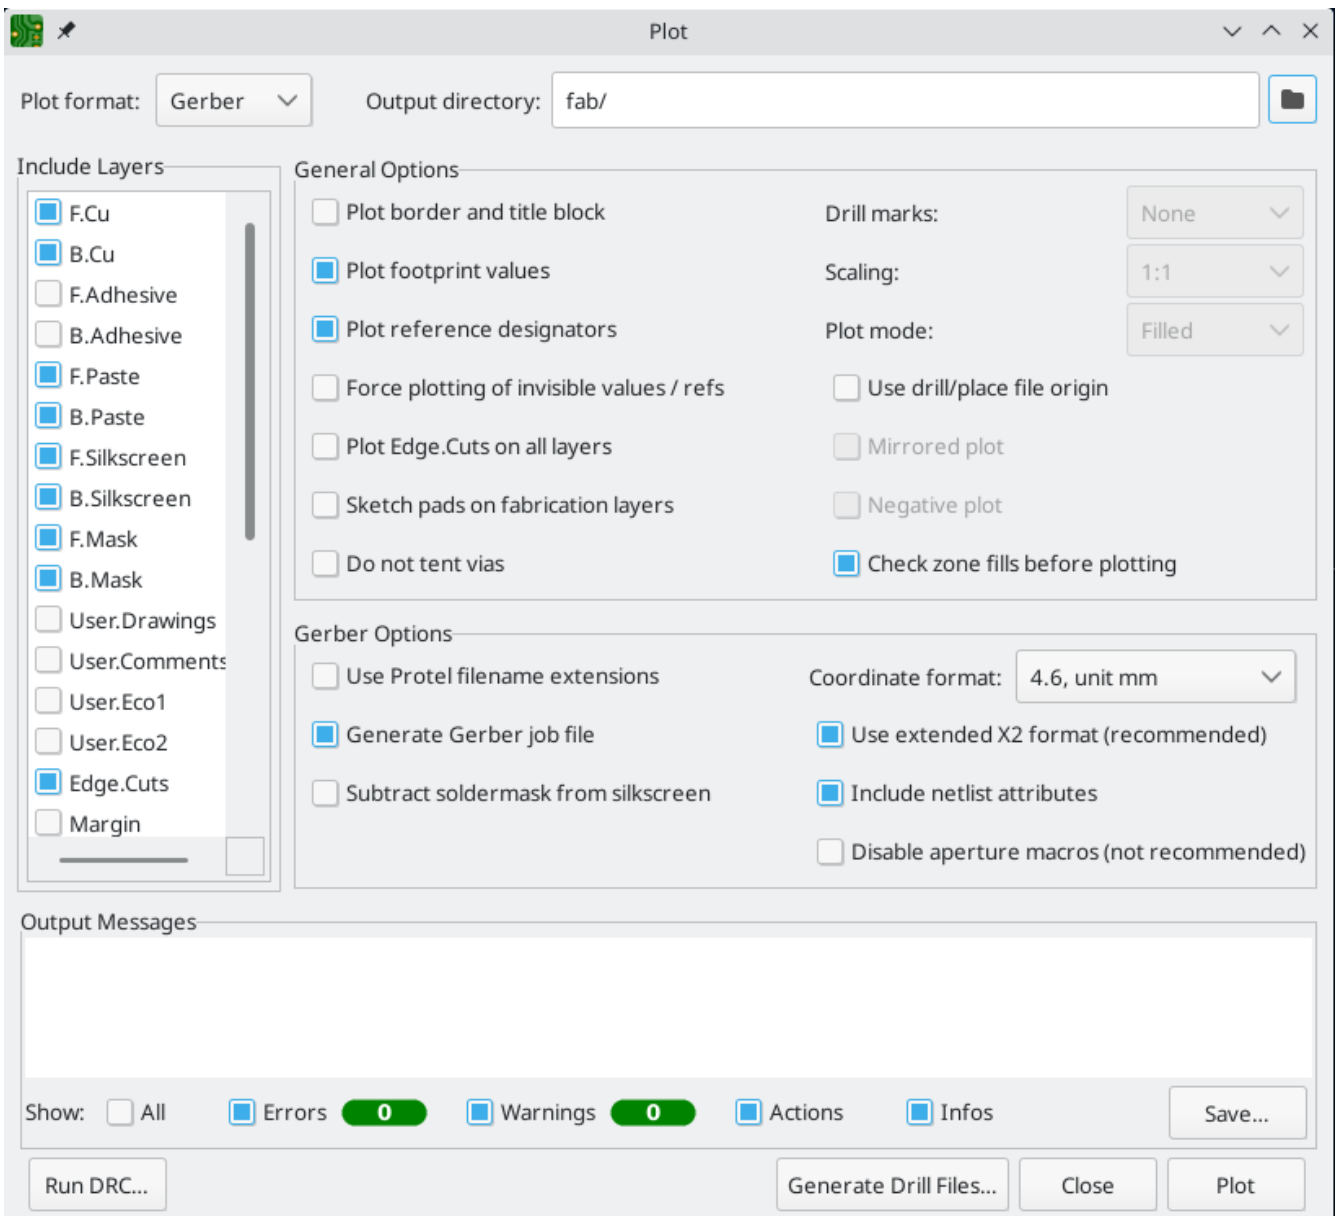 Plot
Plot format: Gerber Output directory: fab/
Include Layers
F.Cu
B.Cu
F.Adhesive
B.Adhesive
F.Paste
B.Paste
F.Silkscreen
B.Silkscreen
F.Mask
B.Mask
User.Drawings
User.Comments
User.Eco1
User.Eco2
Edge.Cuts
Margin
General Options
Plot border and title block
Plot footprint values
Plot reference designators
Force plotting of invisible values / refs
Plot Edge.Cuts on all layers
Sketch pads on fabrication layers
Do not tent vias
Drill marks: None
Scaling: 1:1
Plot mode: Filled
Use drill/place file origin
Mirrored plot
Negative plot
Check zone fills before plotting
Gerber Options
Use Protel filename extensions
Generate Gerber job file
Subtract soldermask from silkscreen
Coordinate format: 4.6, unit mm
Use extended X2 format (recommended)
Include netlist attributes
Disable aperture macros (not recommended)
Output Messages
Show: All Errors 0 Warnings 0 Actions Infos Save...
Run DRC... Generate Drill Files... Close Plot